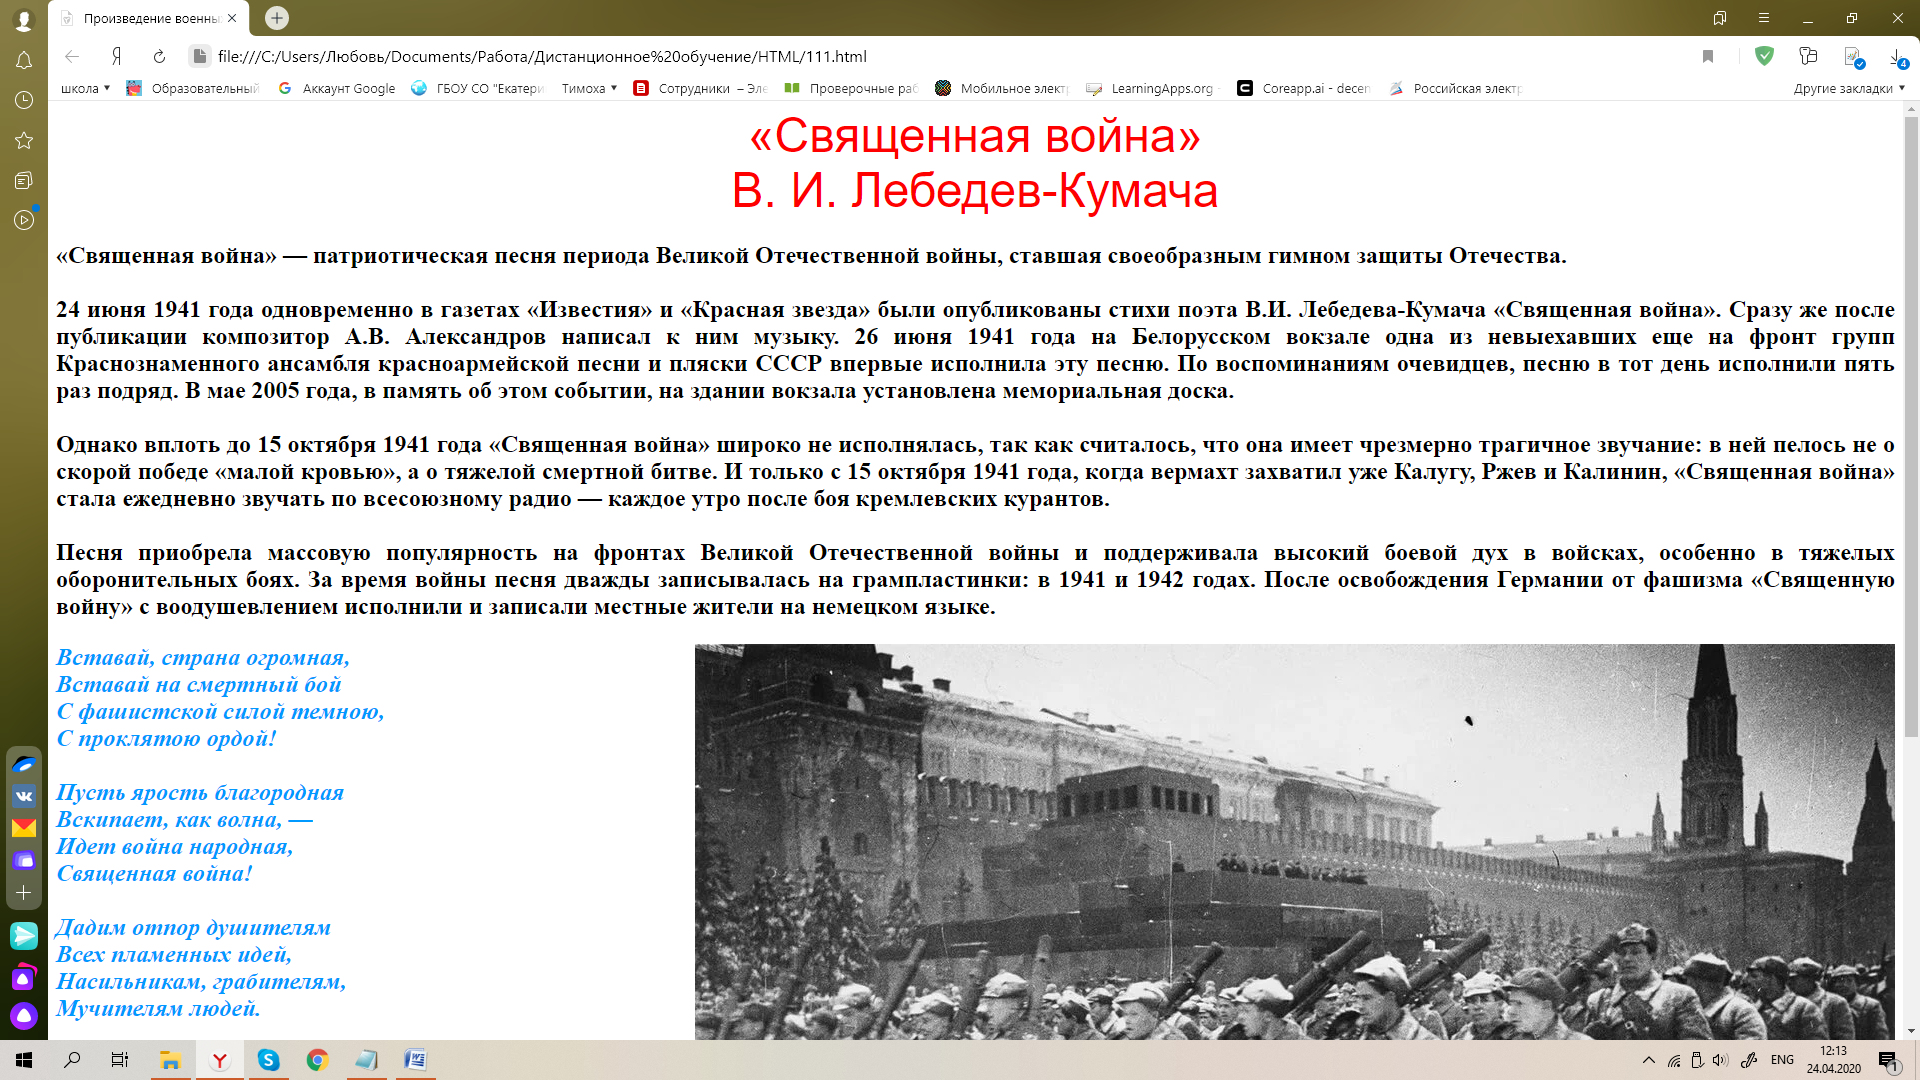 Произведение военны
file:///C:/Users/Любовь/Documents/Работа/Дистанционное%20обучение/HTML/111.html
4
школа
Образовательный
Аккаунт Google
ГБОУ СО "Екатери
Тимоха
Сотрудники – Эле
Проверочные раб
Мобильное элект
LearningApps.org -
Coreapp.ai - decen
Российская электр
Другие закладки
«Священная война»
В. И. Лебедев-Кумача
«Священная война» — патриотическая песня периода Великой Отечественной войны, ставшая своеобразным гимном защиты Отечества.
24 июня 1941 года одновременно в газетах «Известия» и «Красная звезда» были опубликованы стихи поэта В.И. Лебедева-Кумача «Священная война». Сразу же после
публикации композитор А.В. Александров написал к ним музыку. 26 июня 1941 года на Белорусском вокзале одна из невыехавших еще на фронт групп
Краснознаменного ансамбля красноармейской песни и пляски СССР впервые исполнила эту песню. По воспоминаниям очевидцев, песню в тот день исполнили пять
раз подряд. В мае 2005 года, в память об этом событии, на здании вокзала установлена мемориальная доска.
Однако вплоть до 15 октября 1941 года «Священная война» широко не исполнялась, так как считалось, что она имеет чрезмерно трагичное звучание: в ней пелось не о
скорой победе «малой кровью», а о тяжелой смертной битве. И только с 15 октября 1941 года, когда вермахт захватил уже Калугу, Ржев и Калинин, «Священная война»
стала ежедневно звучать по всесоюзному радио — каждое утро после боя кремлевских курантов.
Песня приобрела массовую популярность на фронтах Великой Отечественной войны и поддерживала высокий боевой дух в войсках, особенно в тяжелых
оборонительных боях. За время войны песня дважды записывалась на грампластинки: в 1941 и 1942 годах. После освобождения Германии от фашизма «Священную
войну» с воодушевлением исполнили и записали местные жители на немецком языке.
Вставай, страна огромная,
Вставай на смертный бой
С фашистской силой темною,
С проклятою ордой!
Пусть ярость благородная
Вскипает, как волна, —
Идет война народная,
Священная война!
Дадим отпор душителям
Всех пламенных идей,
Насильникам, грабителям,
Мучителям людей.
ENG
12:13
24.04.2020
1